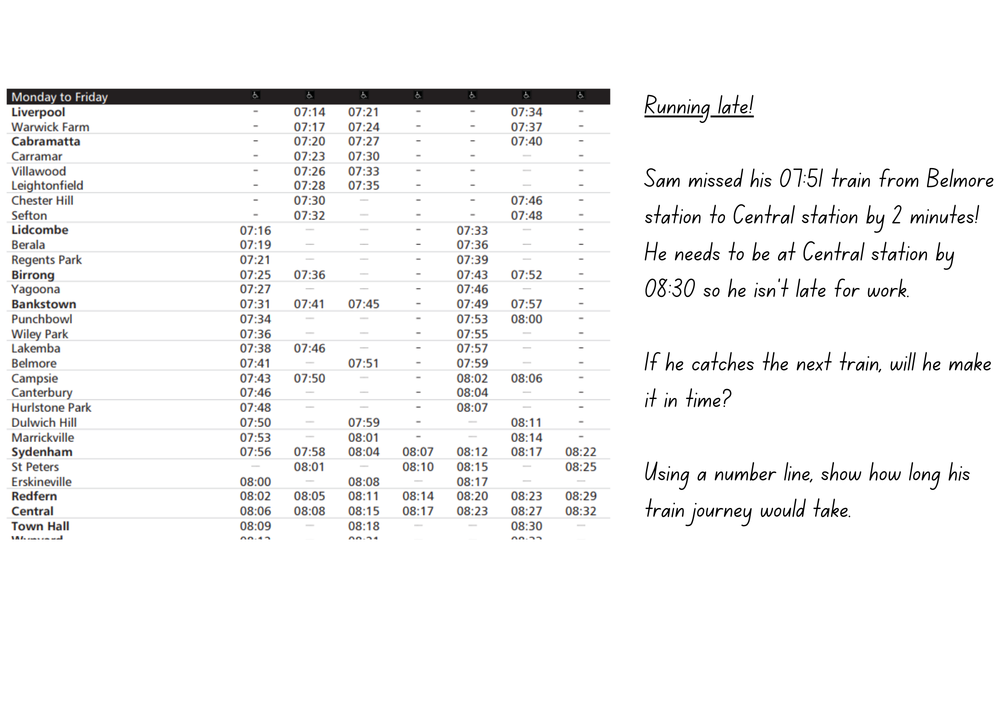 Monday to Friday
Liverpool - 07:14 07:21 - - 07:34 -
Warwick Farm - 07:17 07:24 - - 07:37 -
Cabramatta - 07:20 07:27 - - 07:40 -
Carramar - 07:23 07:30 - - — -
Villawood - 07:26 07:33 - - — -
Leightonfield - 07:28 07:35 - - — -
Chester Hill - 07:30 — - - 07:46 -
Sefton - 07:32 — - - 07:48 -
Lidcombe 07:16 — — - 07:33 — -
Berala 07:19 — — - 07:36 — -
Regents Park 07:21 — — - 07:39 — -
Birrong 07:25 07:36 — - 07:43 07:52 -
Yagoona 07:27 — — - 07:46 — -
Bankstown 07:31 07:41 07:45 - 07:49 07:57 -
Punchbowl 07:34 — — - 07:53 08:00 -
Wiley Park 07:36 — — - 07:55 — -
Lakemba 07:38 07:46 — - 07:57 — -
Belmore 07:41 — 07:51 - 07:59 — -
Campsie 07:43 07:50 — - 08:02 08:06 -
Canterbury 07:46 — — - 08:04 — -
Hurlstone Park 07:48 — — - 08:07 — -
Dulwich Hill 07:50 — 07:59 - — 08:11 -
Marrickville 07:53 — 08:01 - — 08:14 -
Sydenham 07:56 07:58 08:04 08:07 08:12 08:17 08:22
St Peters — 08:01 — 08:10 08:15 — 08:25
Erskineville 08:00 — 08:08 — 08:17 — —
Redfern 08:02 08:05 08:11 08:14 08:20 08:23 08:29
Central 08:06 08:08 08:15 08:17 08:23 08:27 08:32
Town Hall 08:09 — 08:18 — — 08:30 —
Running late!
Sam missed his 07:51 train from Belmore
station to Central station by 2 minutes!
He needs to be at Central station by
08:30 so he isn't late for work.
If he catches the next train, will he make
it in time?
Using a number line, show how long his
train journey would take.